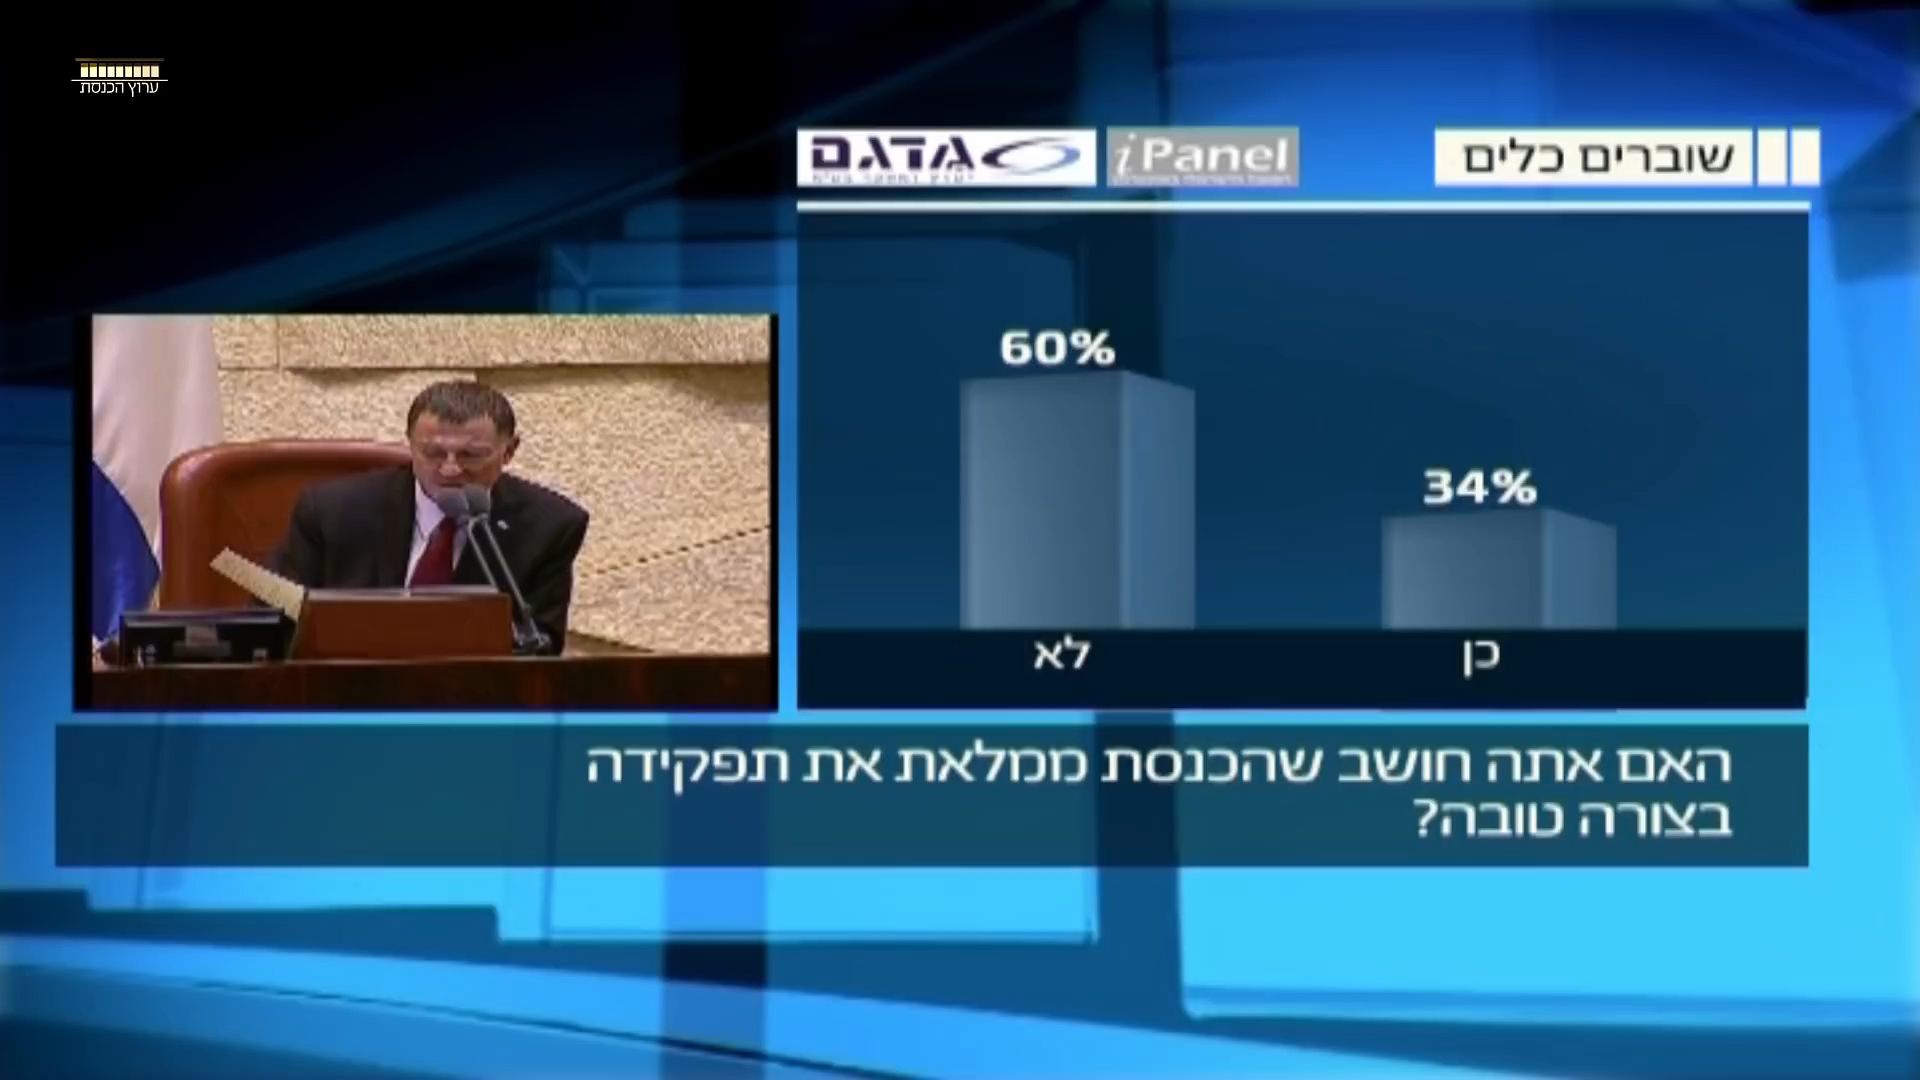 ערוץ הכנסת
שוברים כלים
iPanel
DATA
60%
34%
כן
לא
האם אתה חושב שהכנסת ממלאת את תפקידה
בצורה טובה?